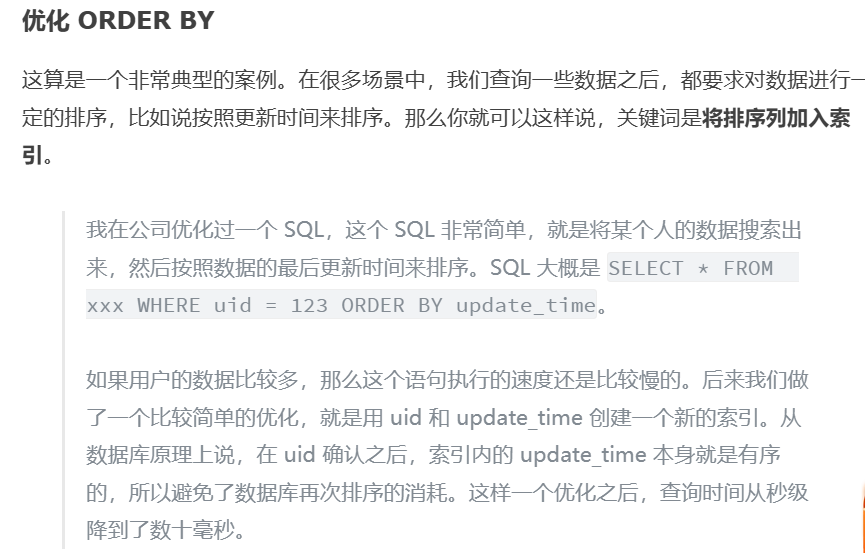 优化 ORDER BY
这算是一个非常典型的案例。在很多场景中，我们查询一些数据之后，都要求对数据进行一
定的排序，比如说按照更新时间来排序。那么你就可以这样说，关键词是将排序列加入索
引。
我在公司优化过一个 SQL，这个 SQL 非常简单，就是将某个人的数据搜索出
来，然后按照数据的最后更新时间来排序。SQL 大概是 SELECT * FROM
xxx WHERE uid = 123 ORDER BY update_time。
如果用户的数据比较多，那么这个语句执行的速度还是比较慢的。后来我们做
了一个比较简单的优化，就是用 uid 和 update_time 创建一个新的索引。从
数据库原理上说，在 uid 确认之后，索引内的 update_time 本身就是有序
的，所以避免了数据库再次排序的消耗。这样一个优化之后，查询时间从秒级
降到了数十毫秒。